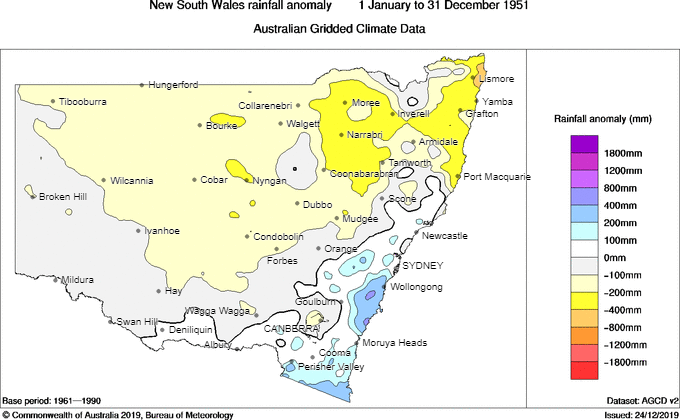 New South Wales rainfall anomaly 1 January to 31 December 1951
Australian Gridded Climate Data
Hungerford
Lismore
Tibooburra
Collarenebri
Moree
Yamba
Inverell
Grafton
Bourke
Walgett
Narrabri
Armidale
Tamworth
Coonabarabran
Port Macquarie
Wilcannia
Cobar
Nyngan
Broken Hill
Scone
Dubbo
Mudgee
Ivanhoe
Condobolin
Newcastle
Orange
Forbes
SYDNEY
Mildura
Wollongong
Hay
Goulburn
Wagga Wagga
Swan Hill
Deniliquin
CANBERRA
Albury
Moruya Heads
Cooma
Perisher Valley
Rainfall anomaly (mm)
1800mm
1200mm
800mm
400mm
200mm
100mm
0mm
-100mm
-200mm
-400mm
-800mm
-1200mm
-1800mm
Base period: 1961—1990
Dataset: AGCD v2
© Commonwealth of Australia 2019, Bureau of Meteorology
Issued: 24/12/2019